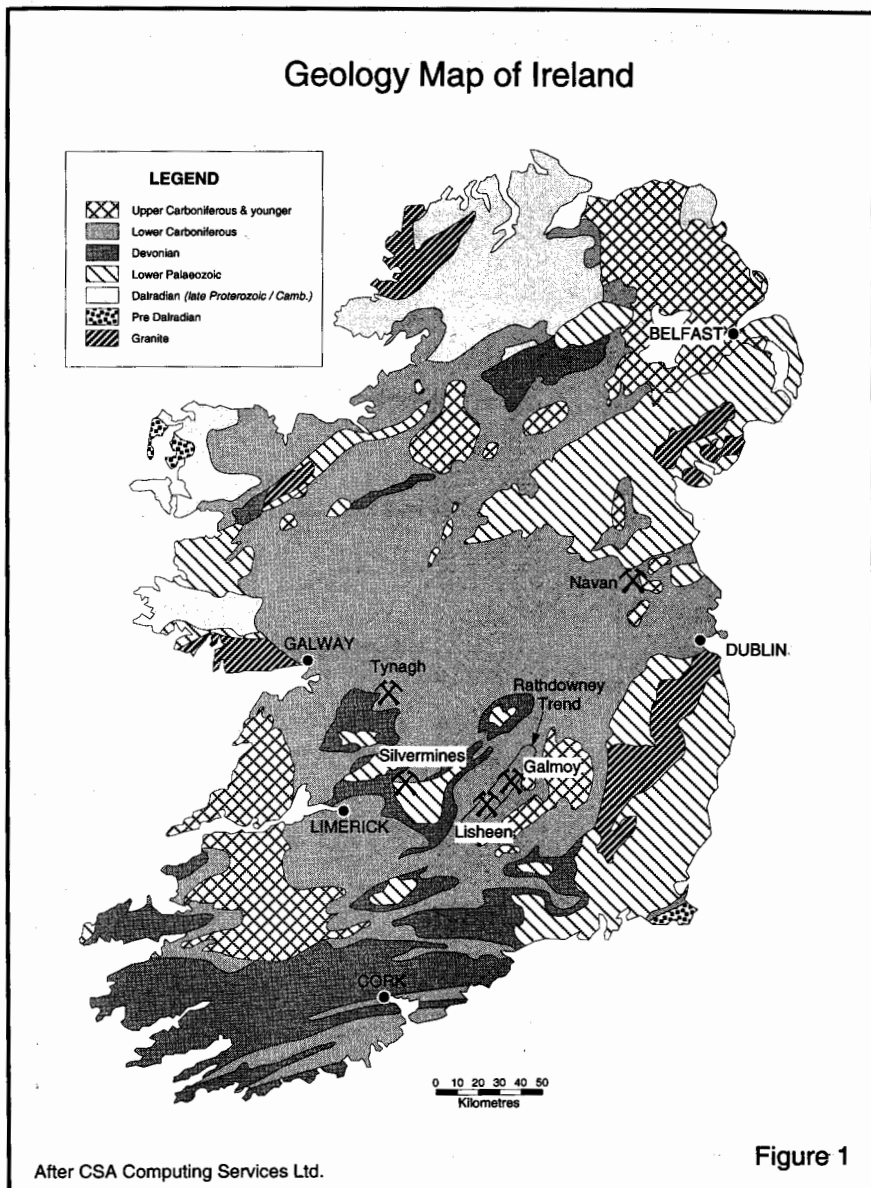 Geology Map of Ireland
LEGEND
Upper Carboniferous & younger
Lower Carboniferous
Devonian
Lower Palaeozoic
Dalradian (late Proterozoic / Camb.)
Pre Dalradian
Granite
BELFAST
Navan
DUBLIN
GALWAY
Tynagh
Rathdowney
Trend
Silvermines
Galmoy
LIMERICK
Lisheen
CORK
0 10 20 30 40 50
Kilometres
After CSA Computing Services Ltd.
Figure 1